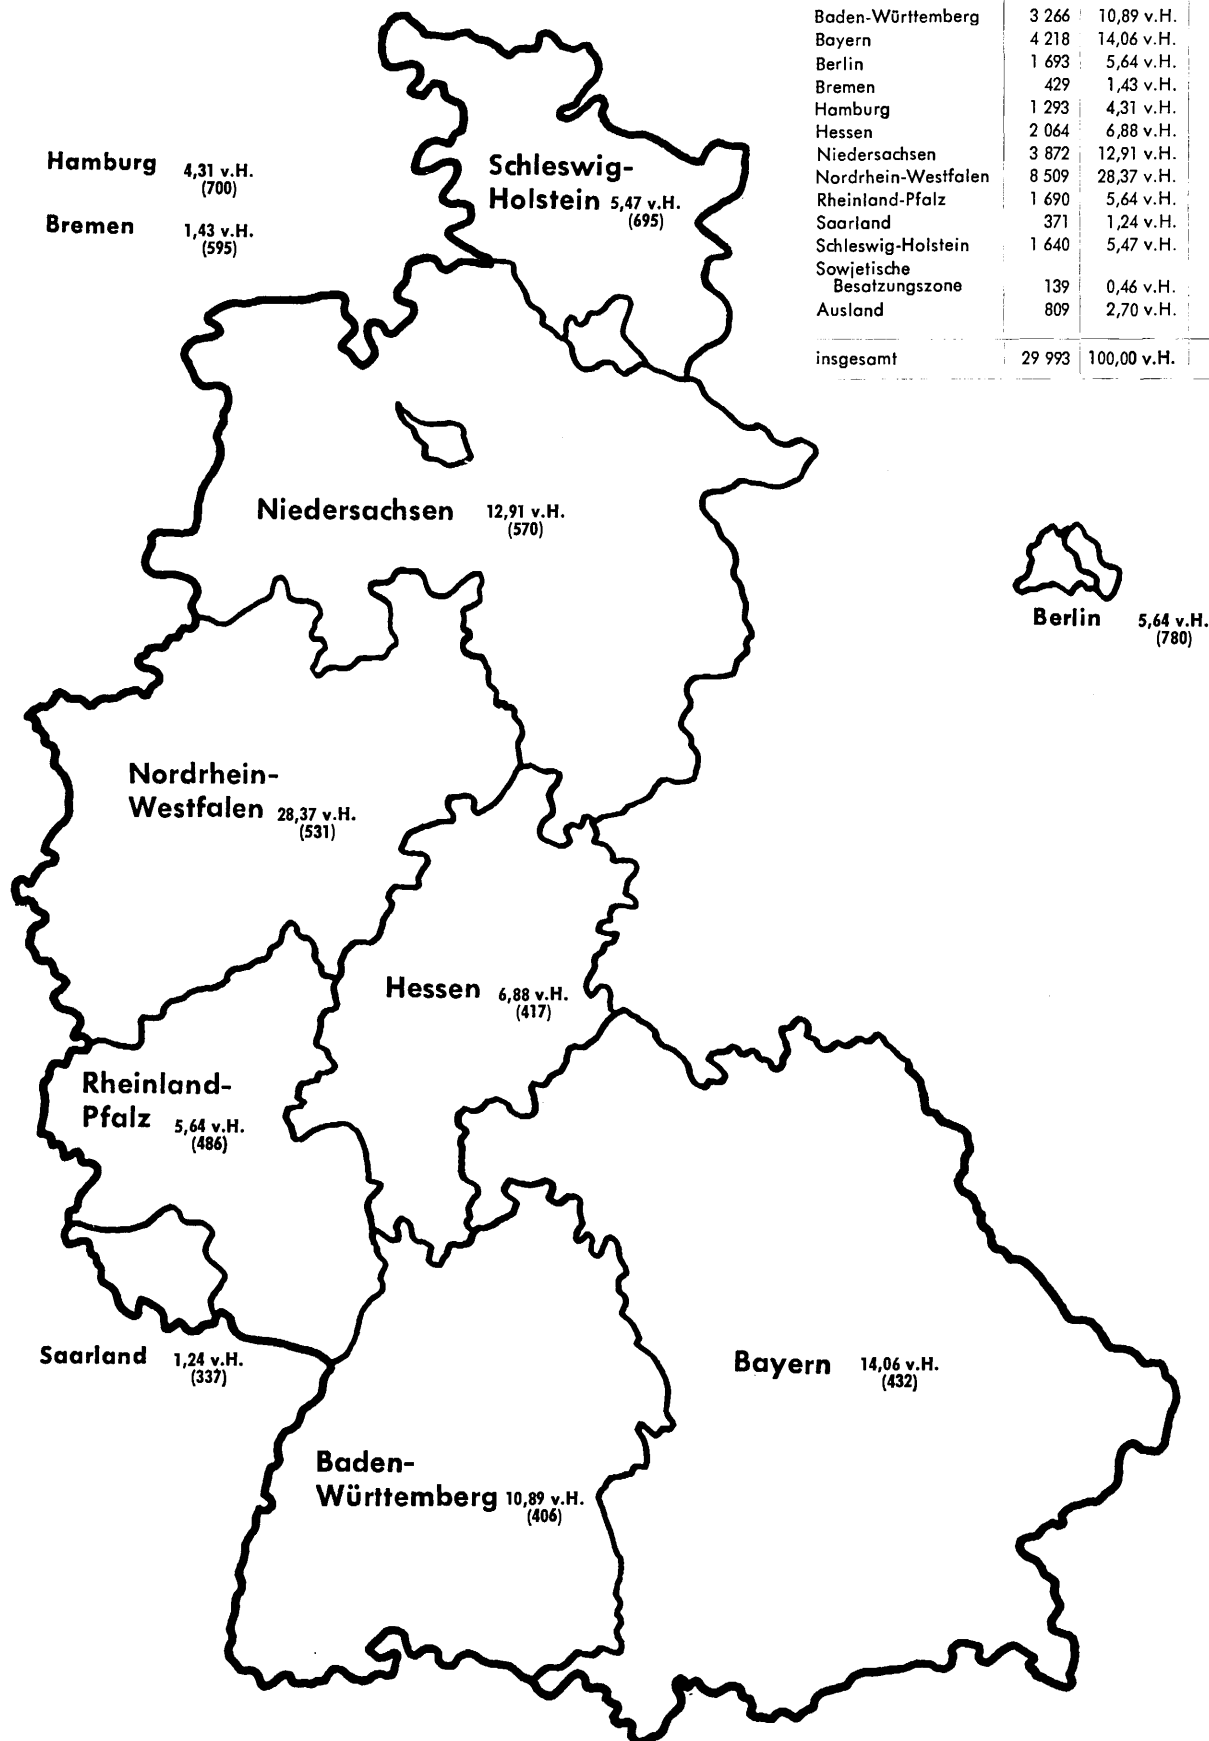 Baden-Württemberg 3 266 10,89 v.H.
Bayern 4 218 14,06 v.H.
Berlin 1 693 5,64 v.H.
Bremen 429 1,43 v.H.
Hamburg 1 293 4,31 v.H.
Hessen 2 064 6,88 v.H.
Niedersachsen 3 872 12,91 v.H.
Nordrhein-Westfalen 8 509 28,37 v.H.
Rheinland-Pfalz 1 690 5,64 v.H.
Saarland 371 1,24 v.H.
Schleswig-Holstein 1 640 5,47 v.H.
Sowjetische
Besatzungszone 139 0,46 v.H.
Ausland 809 2,70 v.H.
insgesamt 29 993 100,00 v.H.
Hamburg 4,31 v.H.
(700)
Bremen 1,43 v.H.
(595)
Schleswig-
Holstein 5,47 v.H.
(695)
Niedersachsen 12,91 v.H.
(570)
Berlin 5,64 v.H.
(780)
Nordrhein-
Westfalen 28,37 v.H.
(531)
Hessen 6,88 v.H.
(417)
Rheinland-
Pfalz 5,64 v.H.
(486)
Saarland 1,24 v.H.
(337)
Bayern 14,06 v.H.
(432)
Baden-
Württemberg 10,89 v.H.
(406)